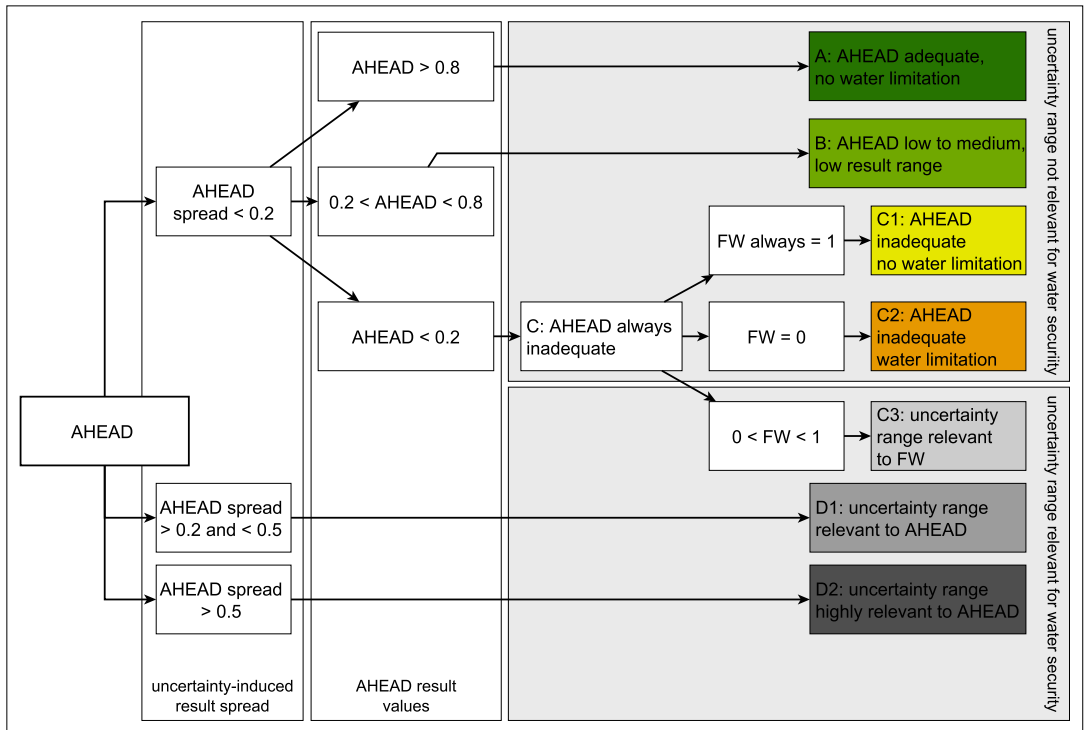 AHEAD
AHEAD
spread < 0.2
AHEAD spread
> 0.2 and < 0.5
AHEAD spread
> 0.5
uncertainty-induced
result spread
AHEAD > 0.8
0.2 < AHEAD < 0.8
AHEAD < 0.2
AHEAD result
values
C: AHEAD always
inadequate
FW always = 1
FW = 0
0 < FW < 1
A: AHEAD adequate,
no water limitation
B: AHEAD low to medium,
low result range
C1: AHEAD
inadequate
no water limitation
C2: AHEAD
inadequate
water limitation
C3: uncertainty
range relevant
to FW
D1: uncertainty range
relevant to AHEAD
D2: uncertainty range
highly relevant to AHEAD
uncertainty range not relevant for water securiity
uncertainty range relevant for water security